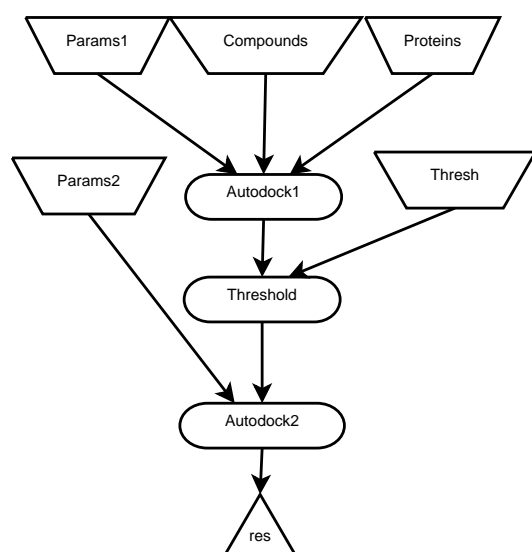 Params1
Compounds
Proteins
Params2
Autodock1
Thresh
Threshold
Autodock2
res